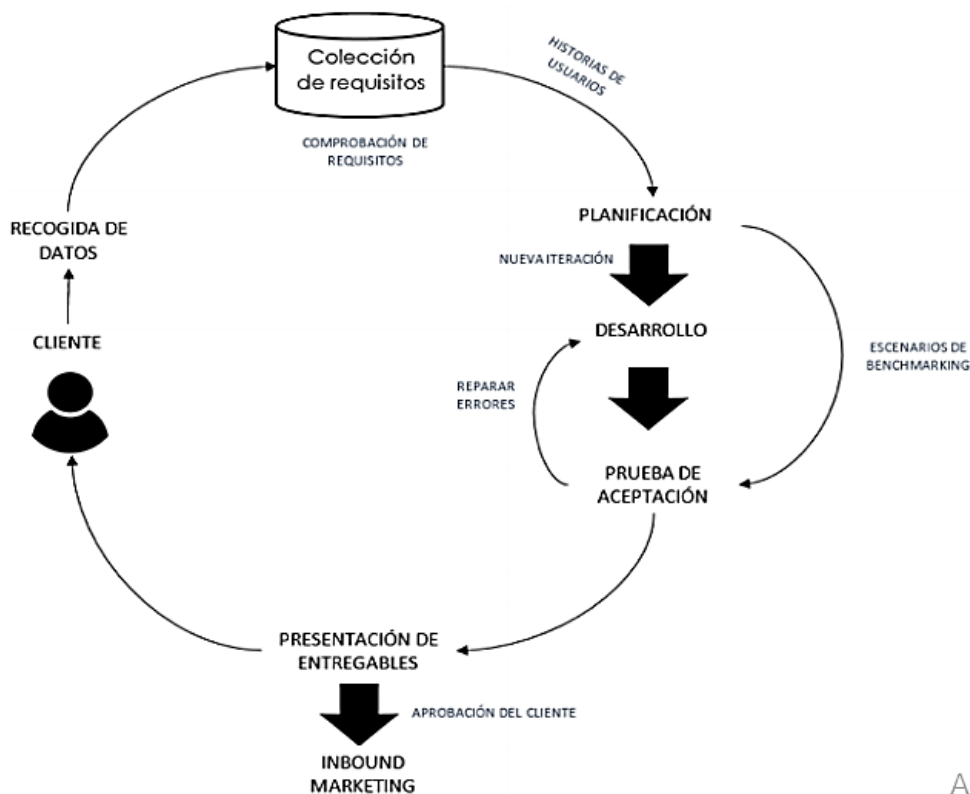 Colección
de requisitos
HISTORIAS DE
USUARIOS
COMPROBACIÓN DE
REQUISITOS
PLANIFICACIÓN
RECOGIDA DE
DATOS
NUEVA ITERACIÓN
DESARROLLO
CLIENTE
ESCENARIOS DE
BENCHMARKING
REPARAR
ERRORES
PRUEBA DE
ACEPTACIÓN
PRESENTACIÓN DE
ENTREGABLES
APROBACIÓN DEL CLIENTE
INBOUND
MARKETING
A